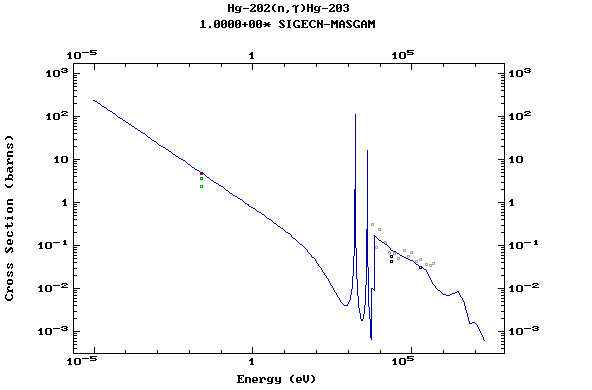 Hg-202(n,γ)Hg-203
1.0000+00* SIGECN-MASGAM
10⁻⁵ 1 10⁵
10³ 10³
10² 10²
10 10
1 1
10⁻¹ 10⁻¹
10⁻² 10⁻²
10⁻³ 10⁻³
10⁻⁵ 1 10⁵
Energy (eV)
Cross Section (barns)